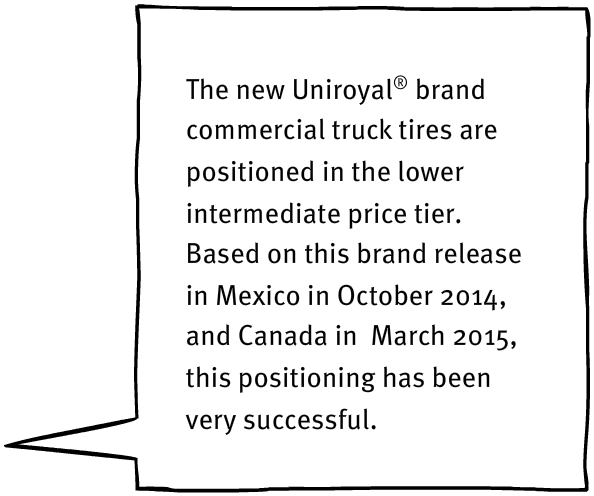 The new Uniroyal® brand
commercial truck tires are
positioned in the lower
intermediate price tier.
Based on this brand release
in Mexico in October 2014,
and Canada in  March 2015,
this positioning has been
very successful.